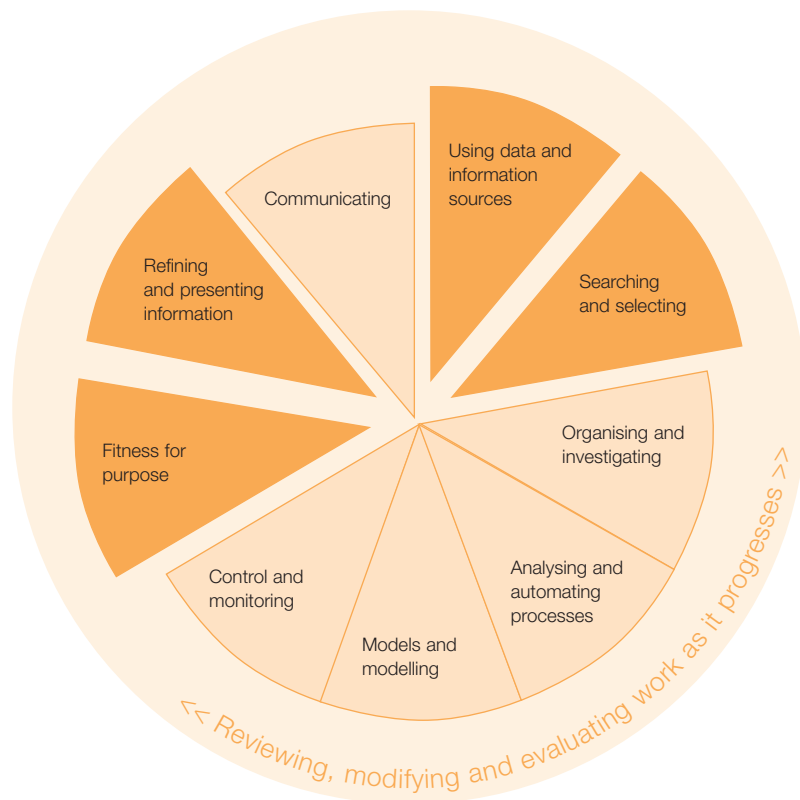 Using data and
information
sources
Searching
and selecting
Organising and
investigating
Analysing and
automating
processes
Models and
modelling
Control and
monitoring
Fitness for
purpose
Refining
and presenting
information
Communicating
<< Reviewing, modifying and evaluating work as it progresses >>